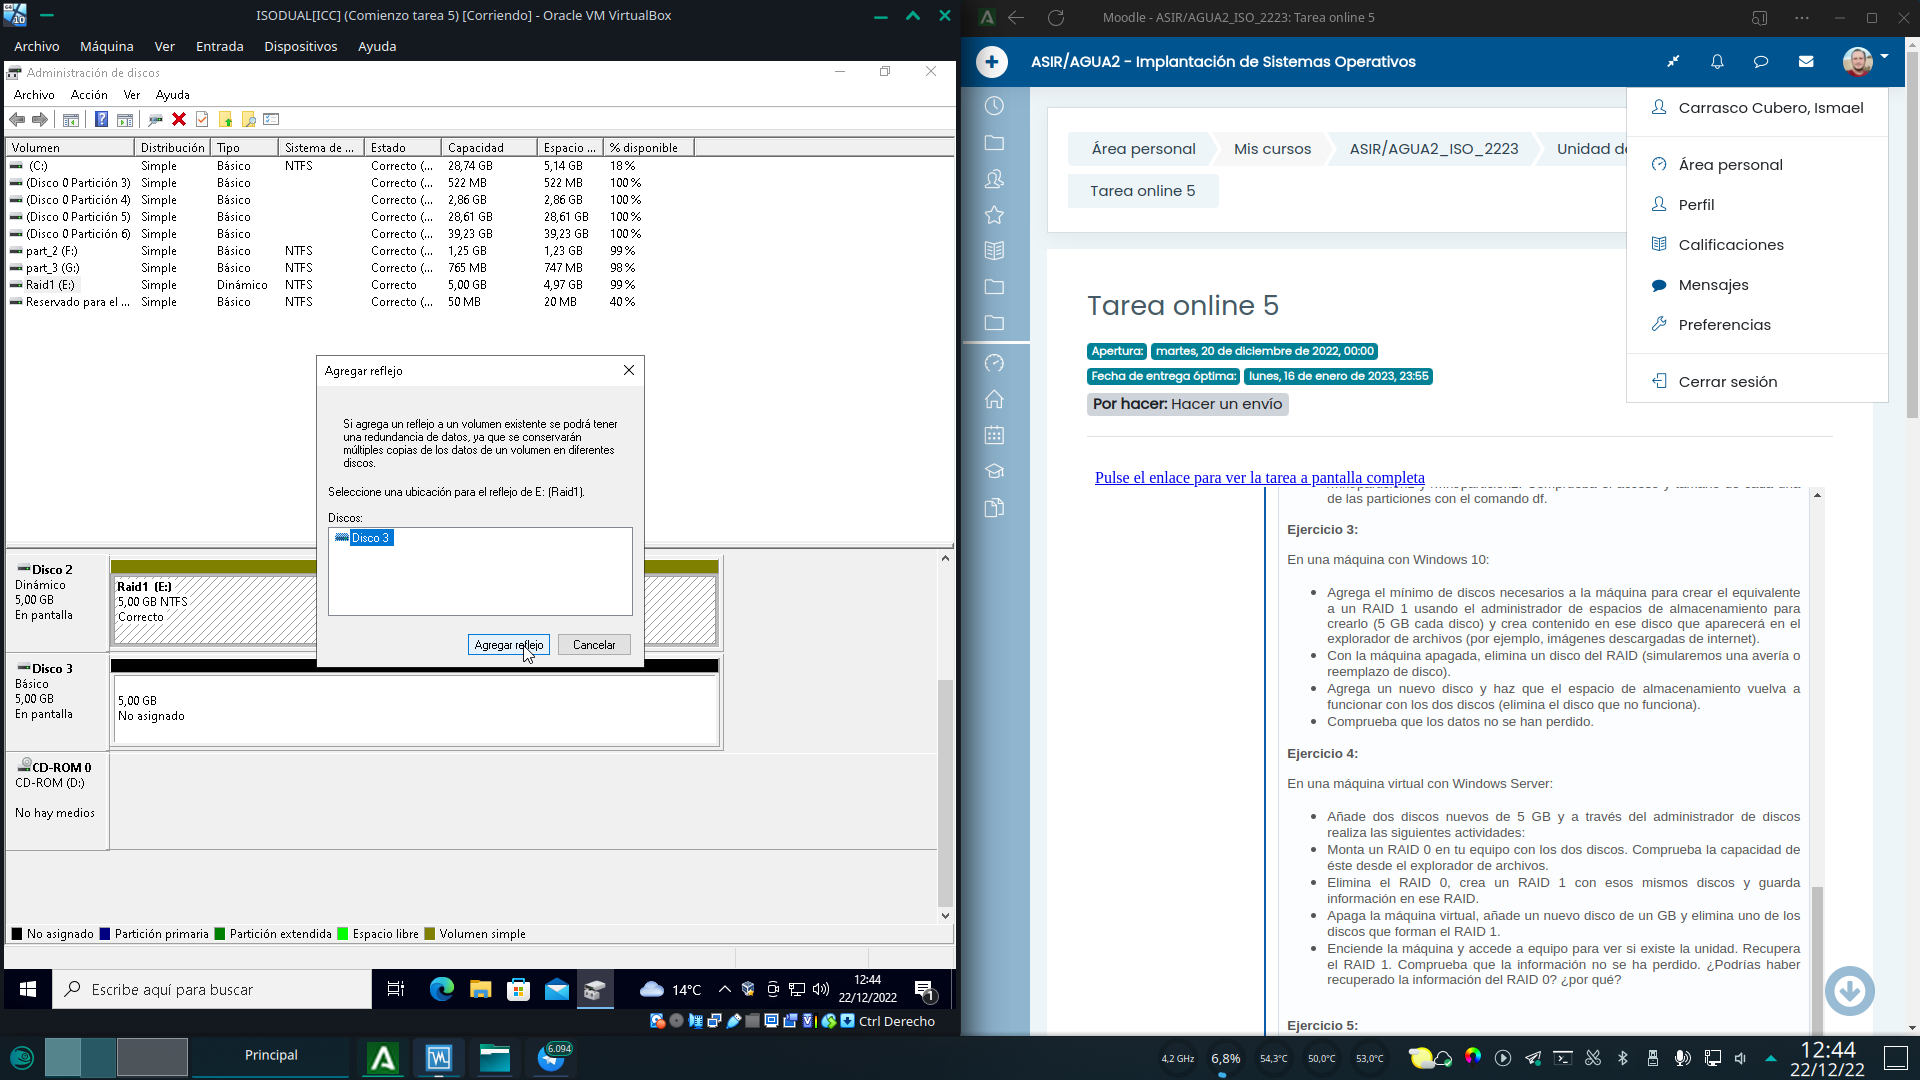 ISODUAL[ICC] (Comienzo tarea 5) [Corriendo] - Oracle VM VirtualBox
Archivo Máquina Ver Entrada Dispositivos Ayuda
Administración de discos
Archivo Acción Ver Ayuda
Volumen Distribución Tipo Sistema de ... Estado Capacidad Espacio ... % disponible
(C:) Simple Básico NTFS Correcto (... 28,74 GB 5,14 GB 18 %
(Disco 0 Partición 3) Simple Básico Correcto (... 522 MB 522 MB 100 %
(Disco 0 Partición 4) Simple Básico Correcto (... 2,86 GB 2,86 GB 100 %
(Disco 0 Partición 5) Simple Básico Correcto (... 28,61 GB 28,61 GB 100 %
(Disco 0 Partición 6) Simple Básico Correcto (... 39,23 GB 39,23 GB 100 %
part_2 (F:) Simple Básico NTFS Correcto (... 1,25 GB 1,23 GB 99 %
part_3 (G:) Simple Básico NTFS Correcto (... 765 MB 747 MB 98 %
Raid1 (E:) Simple Dinámico NTFS Correcto 5,00 GB 4,97 GB 99 %
Reservado para el ... Simple Básico NTFS Correcto (... 50 MB 20 MB 40 %
Agregar reflejo
Si agrega un reflejo a un volumen existente se podrá tener
una redundancia de datos, ya que se conservarán
múltiples copias de los datos de un volumen en diferentes
discos.
Seleccione una ubicación para el reflejo de E: (Raid1).
Discos:
Disco 3
Agregar reflejo Cancelar
Disco 2
Dinámico
5,00 GB
En pantalla
Raid1 (E:)
5,00 GB NTFS
Correcto
Disco 3
Básico
5,00 GB
En pantalla
5,00 GB
No asignado
CD-ROM 0
CD-ROM (D:)
No hay medios
No asignado Partición primaria Partición extendida Espacio libre Volumen simple
Escribe aquí para buscar
14°C
12:44
22/12/2022
1
Ctrl Derecho
Moodle - ASIR/AGUA2_ISO_2223: Tarea online 5
ASIR/AGUA2 - Implantación de Sistemas Operativos
Área personal Mis cursos ASIR/AGUA2_ISO_2223 Unidad de
Tarea online 5
Carrasco Cubero, Ismael
Área personal
Perfil
Calificaciones
Mensajes
Preferencias
Cerrar sesión
Tarea online 5
Apertura: martes, 20 de diciembre de 2022, 00:00
Fecha de entrega óptima: lunes, 16 de enero de 2023, 23:55
Por hacer: Hacer un envío
Pulse el enlace para ver la tarea a pantalla completa
de las particiones con el comando df.
Ejercicio 3:
En una máquina con Windows 10:
Agrega el mínimo de discos necesarios a la máquina para crear el equivalente
a un RAID 1 usando el administrador de espacios de almacenamiento para
crearlo (5 GB cada disco) y crea contenido en ese disco que aparecerá en el
explorador de archivos (por ejemplo, imágenes descargadas de internet).
Con la máquina apagada, elimina un disco del RAID (simularemos una avería o
reemplazo de disco).
Agrega un nuevo disco y haz que el espacio de almacenamiento vuelva a
funcionar con los dos discos (elimina el disco que no funciona).
Comprueba que los datos no se han perdido.
Ejercicio 4:
En una máquina virtual con Windows Server:
Añade dos discos nuevos de 5 GB y a través del administrador de discos
realiza las siguientes actividades:
Monta un RAID 0 en tu equipo con los dos discos. Comprueba la capacidad de
éste desde el explorador de archivos.
Elimina el RAID 0, crea un RAID 1 con esos mismos discos y guarda
información en ese RAID.
Apaga la máquina virtual, añade un nuevo disco de un GB y elimina uno de los
discos que forman el RAID 1.
Enciende la máquina y accede a equipo para ver si existe la unidad. Recupera
el RAID 1. Comprueba que la información no se ha perdido. ¿Podrías haber
recuperado la información del RAID 0? ¿por qué?
Ejercicio 5:
Principal
6.094
4,2 GHz 6,8% 54,3°C 50,0°C 53,0°C
12:44
22/12/22